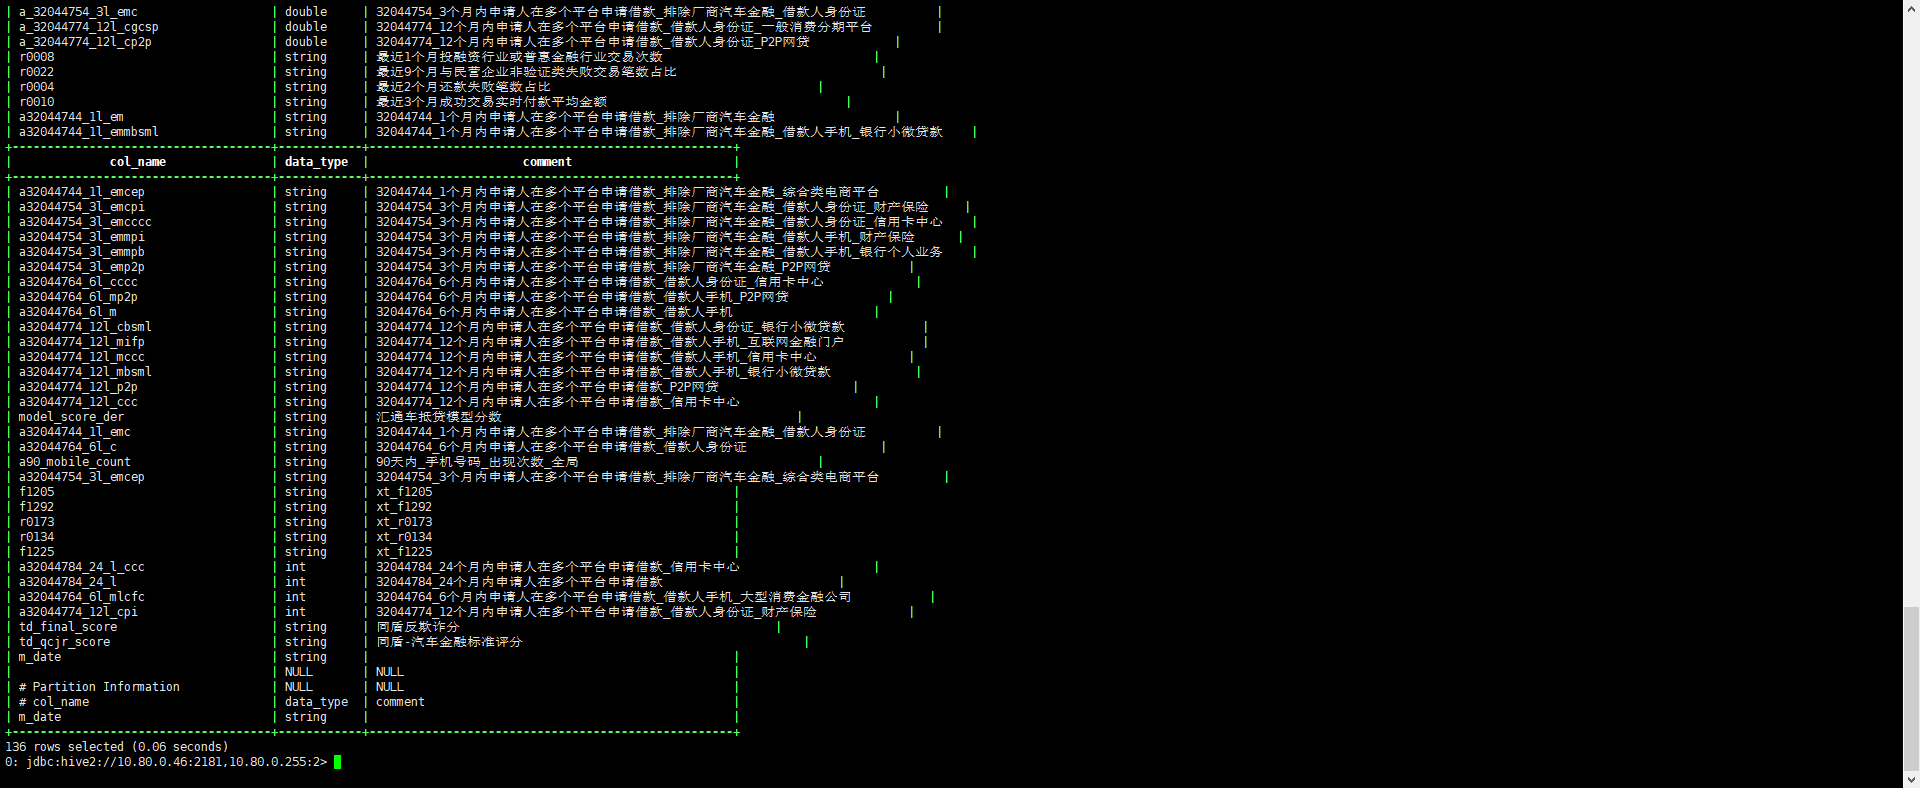 | a_32044754_3l_emc | double | 32044754_3个月内申请人在多个平台申请借款_排除厂商汽车金融_借款人身份证 |
| a_32044774_12l_cgcsp | double | 32044774_12个月内申请人在多个平台申请借款_借款人身份证_一般消费分期平台 |
| a_32044774_12l_cp2p | double | 32044774_12个月内申请人在多个平台申请借款_借款人身份证_P2P网贷 |
| r0008 | string | 最近1个月投融资行业或普惠金融行业交易次数 |
| r0022 | string | 最近9个月与民营企业非验证类失败交易笔数占比 |
| r0004 | string | 最近2个月还款失败笔数占比 |
| r0010 | string | 最近3个月成功交易实时付款平均金额 |
| a32044744_1l_em | string | 32044744_1个月内申请人在多个平台申请借款_排除厂商汽车金融 |
| a32044744_1l_emmbsml | string | 32044744_1个月内申请人在多个平台申请借款_排除厂商汽车金融_借款人手机_银行小微贷款 |
+-------------------------------------+------------+----------------------------------------------------+
| col_name | data_type | comment |
+-------------------------------------+------------+----------------------------------------------------+
| a32044744_1l_emcep | string | 32044744_1个月内申请人在多个平台申请借款_排除厂商汽车金融_综合类电商平台 |
| a32044754_3l_emcpi | string | 32044754_3个月内申请人在多个平台申请借款_排除厂商汽车金融_借款人身份证_财产保险 |
| a32044754_3l_emcccc | string | 32044754_3个月内申请人在多个平台申请借款_排除厂商汽车金融_借款人身份证_信用卡中心 |
| a32044754_3l_emmpi | string | 32044754_3个月内申请人在多个平台申请借款_排除厂商汽车金融_借款人手机_财产保险 |
| a32044754_3l_emmpb | string | 32044754_3个月内申请人在多个平台申请借款_排除厂商汽车金融_借款人手机_银行个人业务 |
| a32044754_3l_emp2p | string | 32044754_3个月内申请人在多个平台申请借款_排除厂商汽车金融_P2P网贷 |
| a32044764_6l_cccc | string | 32044764_6个月内申请人在多个平台申请借款_借款人身份证_信用卡中心 |
| a32044764_6l_mp2p | string | 32044764_6个月内申请人在多个平台申请借款_借款人手机_P2P网贷 |
| a32044764_6l_m | string | 32044764_6个月内申请人在多个平台申请借款_借款人手机 |
| a32044774_12l_cbsml | string | 32044774_12个月内申请人在多个平台申请借款_借款人身份证_银行小微贷款 |
| a32044774_12l_mifp | string | 32044774_12个月内申请人在多个平台申请借款_借款人手机_互联网金融门户 |
| a32044774_12l_mccc | string | 32044774_12个月内申请人在多个平台申请借款_借款人手机_信用卡中心 |
| a32044774_12l_mbsml | string | 32044774_12个月内申请人在多个平台申请借款_借款人手机_银行小微贷款 |
| a32044774_12l_p2p | string | 32044774_12个月内申请人在多个平台申请借款_P2P网贷 |
| a32044774_12l_ccc | string | 32044774_12个月内申请人在多个平台申请借款_信用卡中心 |
| model_score_der | string | 汇通车抵贷模型分数 |
| a32044744_1l_emc | string | 32044744_1个月内申请人在多个平台申请借款_排除厂商汽车金融_借款人身份证 |
| a32044764_6l_c | string | 32044764_6个月内申请人在多个平台申请借款_借款人身份证 |
| a90_mobile_count | string | 90天内_手机号码_出现次数_全局 |
| a32044754_3l_emcep | string | 32044754_3个月内申请人在多个平台申请借款_排除厂商汽车金融_综合类电商平台 |
| f1205 | string | xt_f1205 |
| f1292 | string | xt_f1292 |
| r0173 | string | xt_r0173 |
| r0134 | string | xt_r0134 |
| f1225 | string | xt_f1225 |
| a32044784_24_l_ccc | int | 32044784_24个月内申请人在多个平台申请借款_信用卡中心 |
| a32044784_24_l | int | 32044784_24个月内申请人在多个平台申请借款 |
| a32044764_6l_mlcfc | int | 32044764_6个月内申请人在多个平台申请借款_借款人手机_大型消费金融公司 |
| a32044774_12l_cpi | int | 32044774_12个月内申请人在多个平台申请借款_借款人身份证_财产保险 |
| td_final_score | string | 同盾反欺诈分 |
| td_qcjr_score | string | 同盾-汽车金融标准评分 |
| m_date | string | |
| | NULL | NULL |
| # Partition Information | NULL | NULL |
| # col_name | data_type | comment |
| m_date | string | |
+-------------------------------------+------------+----------------------------------------------------+
136 rows selected (0.06 seconds)
0: jdbc:hive2://10.80.0.46:2181,10.80.0.255:2>